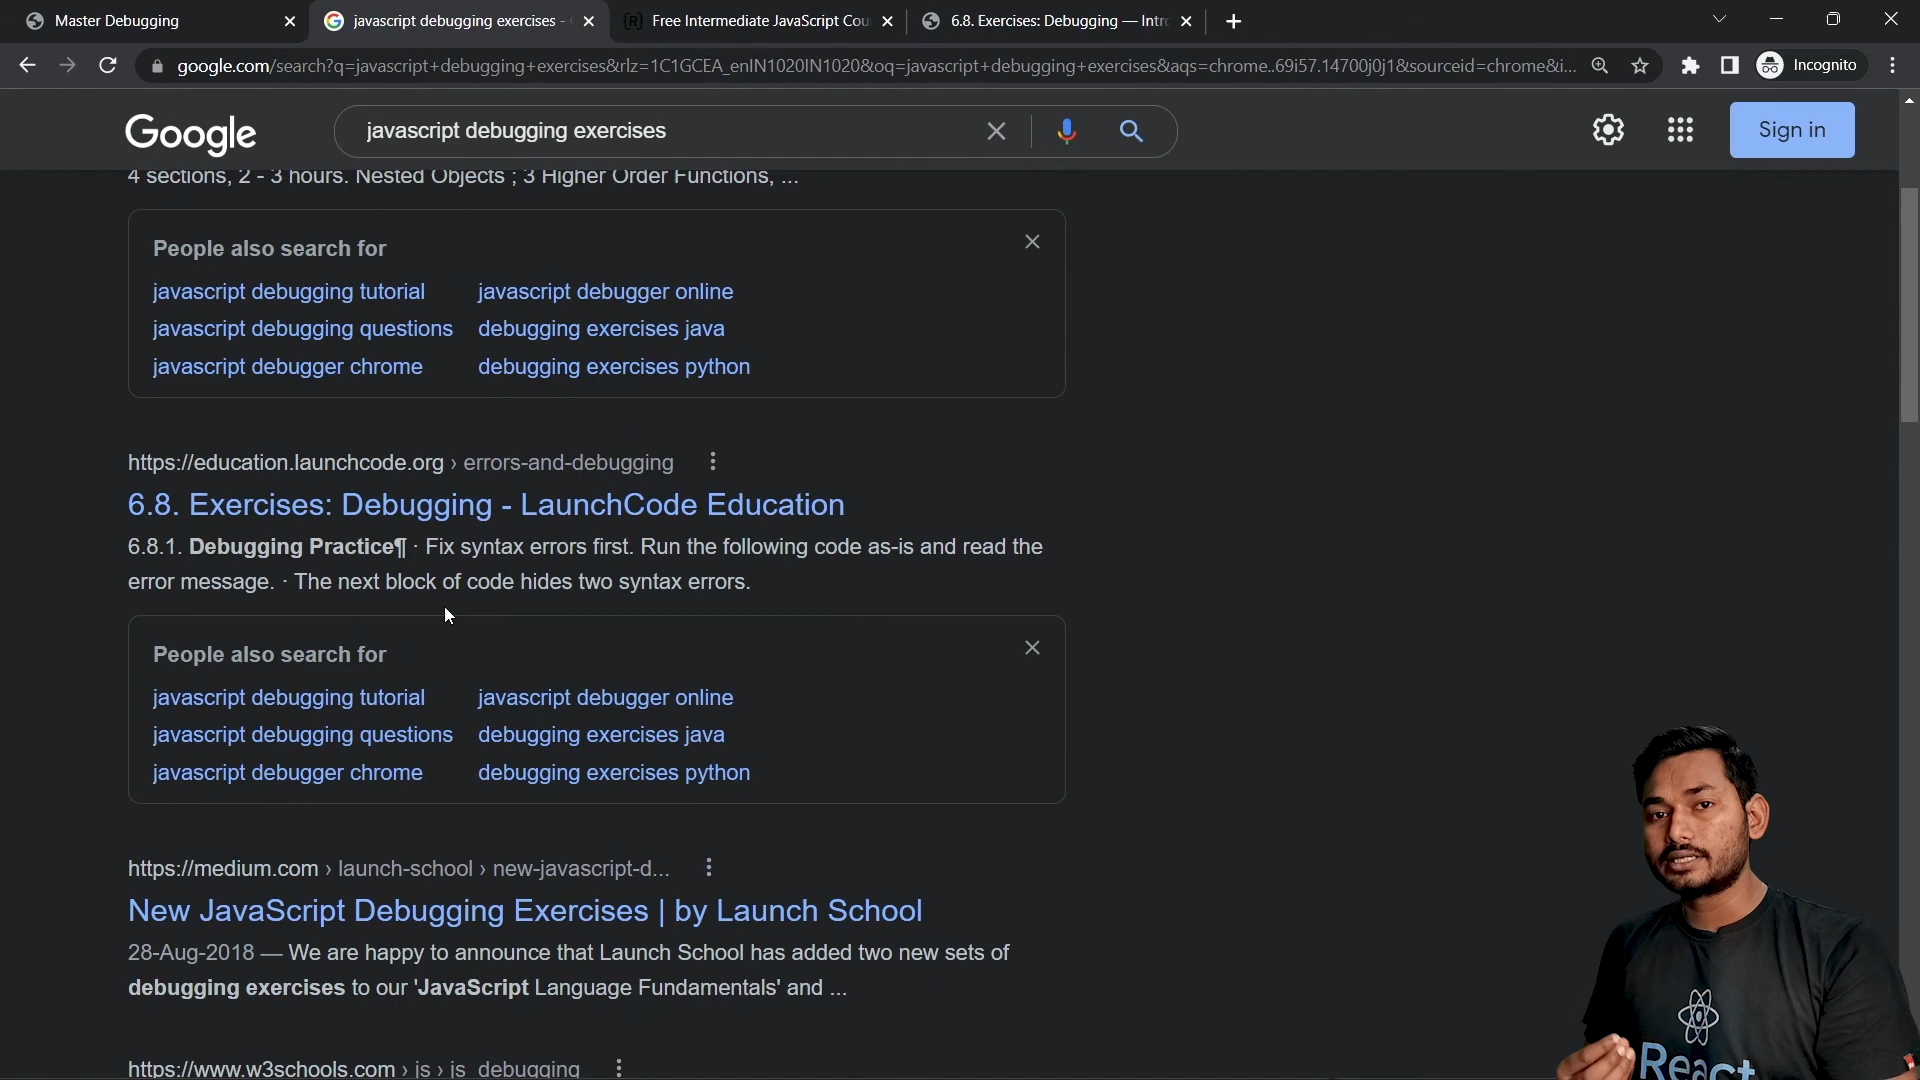 Master Debugging
javascript debugging exercises -
Free Intermediate JavaScript Cou
6.8. Exercises: Debugging — Intr
google.com/search?q=javascript+debugging+exercises&rlz=1C1GCEA_enIN1020IN1020&oq=javascript+debugging+exercises&aqs=chrome..69i57.14700j0j1&sourceid=chrome&i...
Incognito
Google
javascript debugging exercises
Sign in
4 sections, 2 - 3 hours. Nested Objects ; 3 Higher Order Functions, ...
People also search for
javascript debugging tutorial
javascript debugger online
javascript debugging questions
debugging exercises java
javascript debugger chrome
debugging exercises python
https://education.launchcode.org › errors-and-debugging
6.8. Exercises: Debugging - LaunchCode Education
6.8.1. Debugging Practice¶ · Fix syntax errors first. Run the following code as-is and read the
error message. · The next block of code hides two syntax errors.
People also search for
javascript debugging tutorial
javascript debugger online
javascript debugging questions
debugging exercises java
javascript debugger chrome
debugging exercises python
https://medium.com › launch-school › new-javascript-d...
New JavaScript Debugging Exercises | by Launch School
28-Aug-2018 — We are happy to announce that Launch School has added two new sets of
debugging exercises to our 'JavaScript Language Fundamentals' and ...
https://www.w3schools.com › js › js_debugging
React